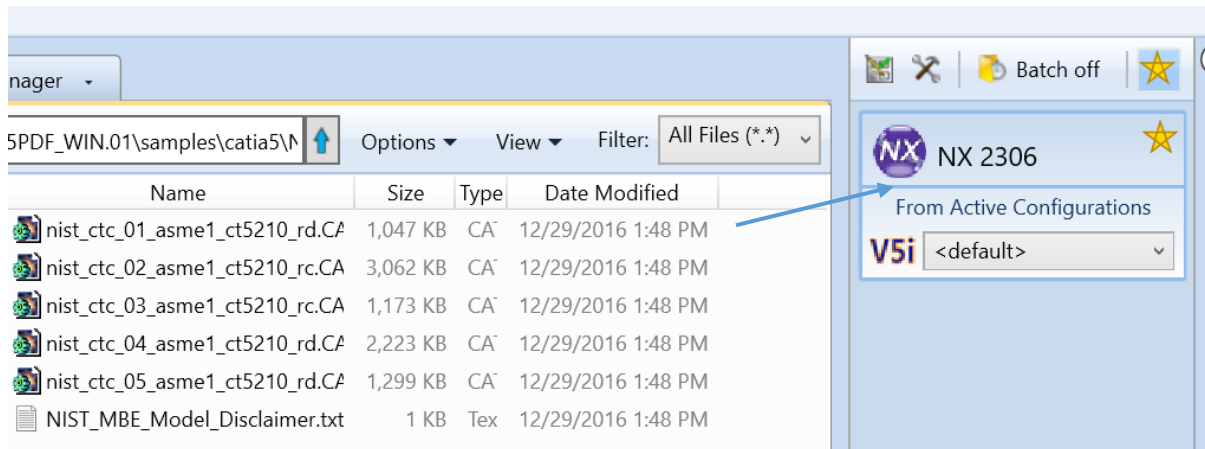 nager
5PDF_WIN.01\samples\catia5\N Options View Filter: All Files (*.*)
Name Size Type Date Modified
nist_ctc_01_asme1_ct5210_rd.CA 1,047 KB CA 12/29/2016 1:48 PM
nist_ctc_02_asme1_ct5210_rc.CA 3,062 KB CA 12/29/2016 1:48 PM
nist_ctc_03_asme1_ct5210_rc.CA 1,173 KB CA 12/29/2016 1:48 PM
nist_ctc_04_asme1_ct5210_rd.CA 2,223 KB CA 12/29/2016 1:48 PM
nist_ctc_05_asme1_ct5210_rd.CA 1,299 KB CA 12/29/2016 1:48 PM
NIST_MBE_Model_Disclaimer.txt 1 KB Tex 12/29/2016 1:48 PM
Batch off
NX NX 2306
From Active Configurations
V5i <default>